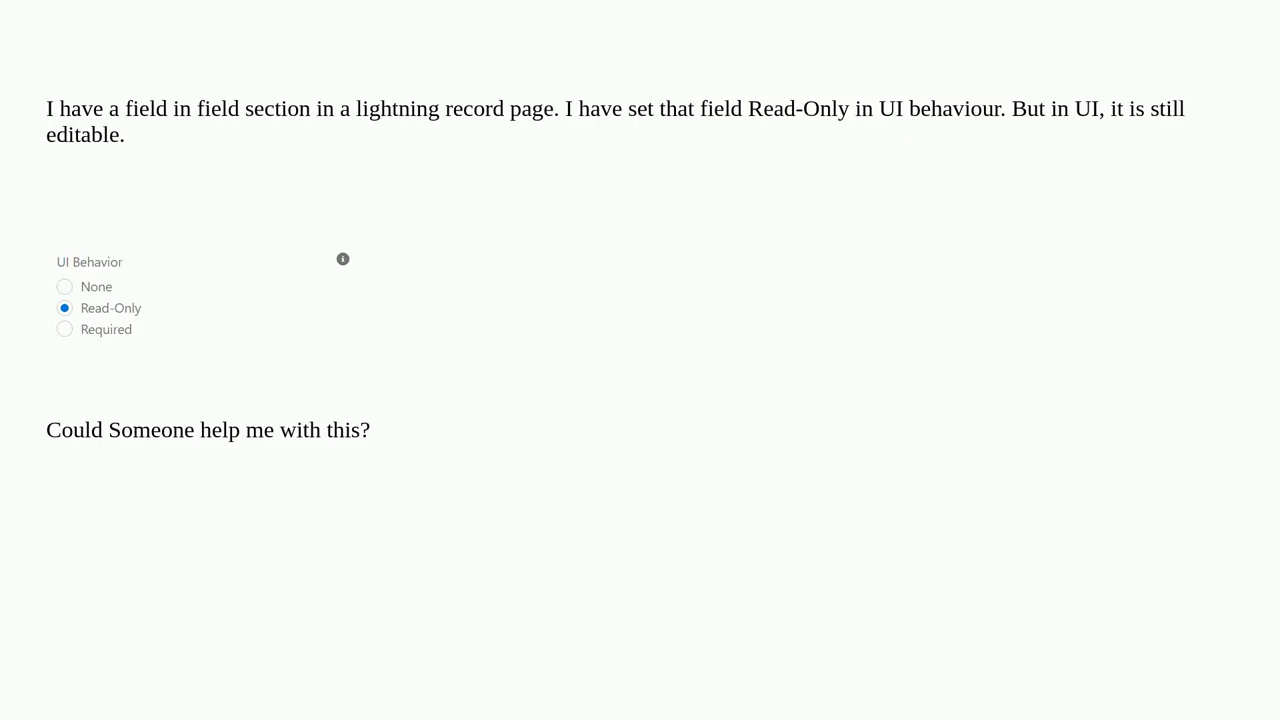 I have a field in field section in a lightning record page. I have set that field Read-Only in UI behaviour. But in UI, it is still
editable.
UI Behavior
None
Read-Only
Required
Could Someone help me with this?